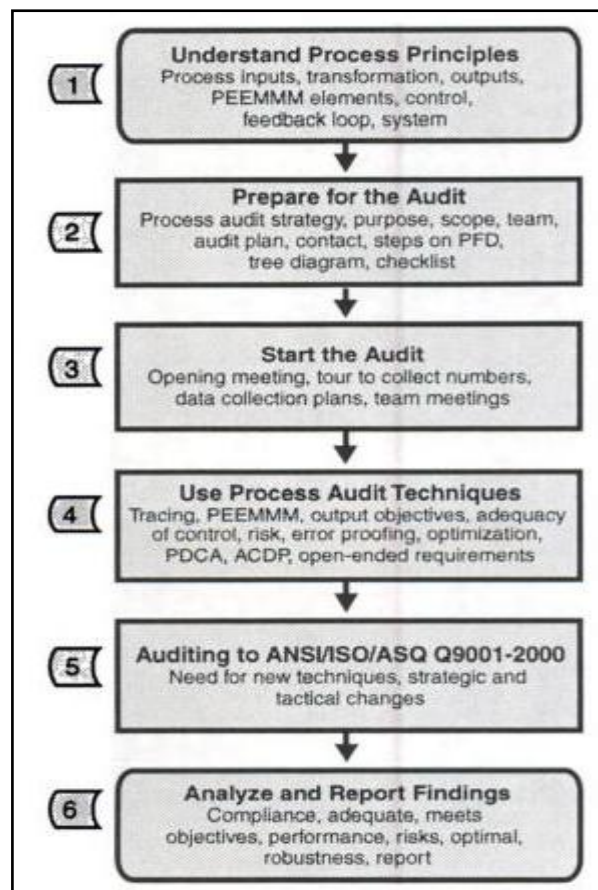 1
Understand Process Principles
Process inputs, transformation, outputs,
PEEMMM elements, control,
feedback loop, system
2
Prepare for the Audit
Process audit strategy, purpose, scope, team,
audit plan, contact, steps on PFD,
tree diagram, checklist
3
Start the Audit
Opening meeting, tour to collect numbers,
data collection plans, team meetings
4
Use Process Audit Techniques
Tracing, PEEMMM, output objectives, adequacy
of control, risk, error proofing, optimization,
PDCA, ACDP, open-ended requirements
5
Auditing to ANSI/ISO/ASQ Q9001-2000
Need for new techniques, strategic and
tactical changes
6
Analyze and Report Findings
Compliance, adequate, meets
objectives, performance, risks, optimal,
robustness, report